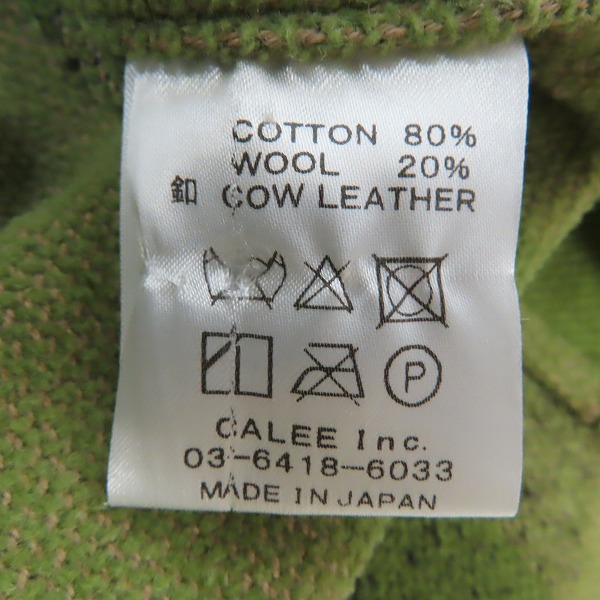 COTTON 80%
WOOL 20%
釦 COW LEATHER
P
CALEE Inc.
03-6418-6033
MADE IN JAPAN